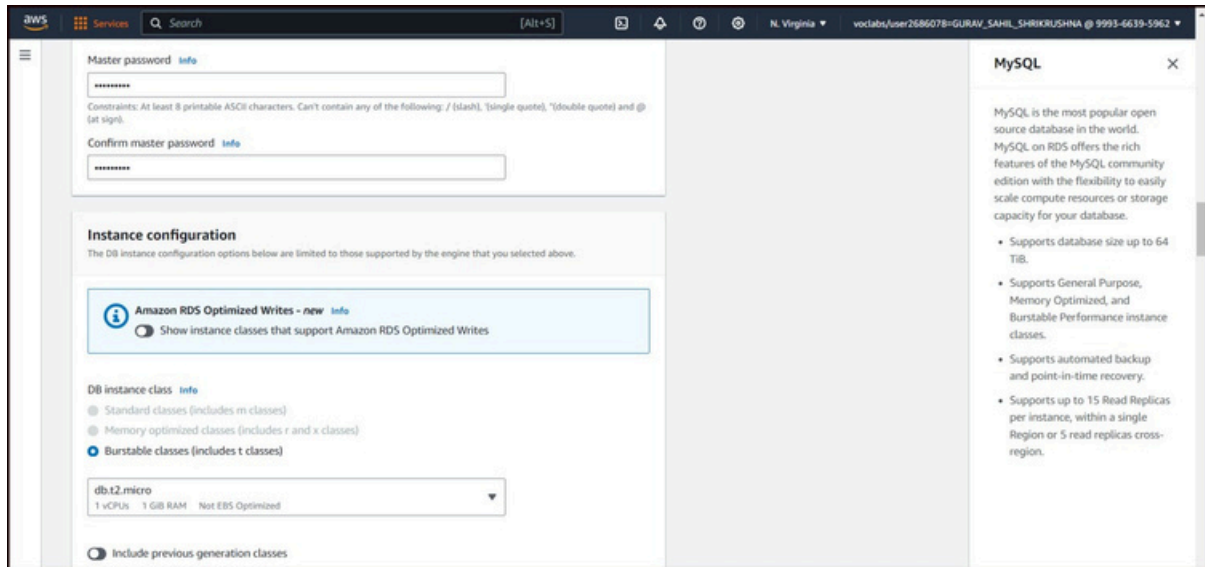 aws
Services
Search
[Alt+S]
N. Virginia
voclabs/user2686078=GURAV_SAHIL_SHRIKRUSHNA @ 9993-6639-5962
Master password Info
•••••••••
Constraints: At least 8 printable ASCII characters. Can't contain any of the following: / (slash), '(single quote), "(double quote) and @
(at sign).
Confirm master password Info
•••••••••
Instance configuration
The DB instance configuration options below are limited to those supported by the engine that you selected above.
Amazon RDS Optimized Writes - new Info
Show instance classes that support Amazon RDS Optimized Writes
DB instance class Info
Standard classes (includes m classes)
Memory optimized classes (includes r and x classes)
Burstable classes (includes t classes)
db.t2.micro
1 vCPUs 1 GiB RAM Not EBS Optimized
Include previous generation classes
MySQL
MySQL is the most popular open
source database in the world.
MySQL on RDS offers the rich
features of the MySQL community
edition with the flexibility to easily
scale compute resources or storage
capacity for your database.
• Supports database size up to 64
TiB.
• Supports General Purpose,
Memory Optimized, and
Burstable Performance instance
classes.
• Supports automated backup
and point-in-time recovery.
• Supports up to 15 Read Replicas
per instance, within a single
Region or 5 read replicas cross-
region.